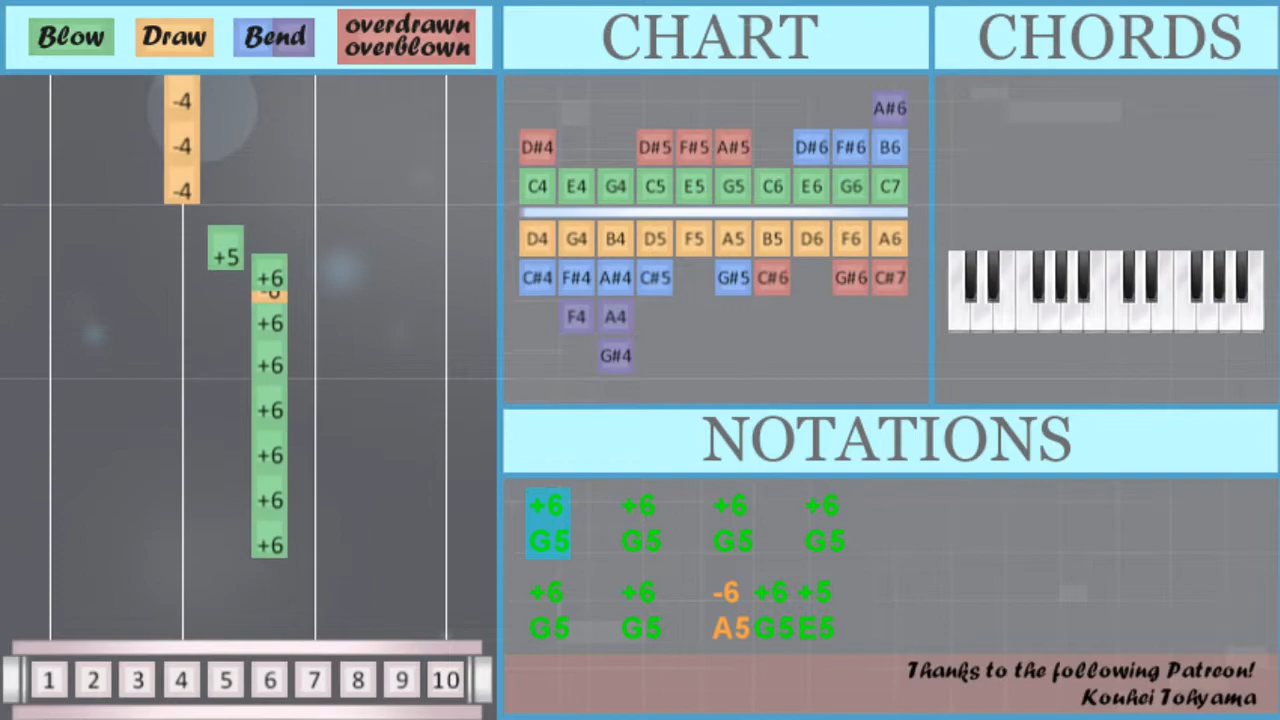 Blow Draw Bend overdrawn
overblown
CHART
CHORDS
-4
-4
-4
+5
+6
-6
+6
+6
+6
+6
+6
+6
1 2 3 4 5 6 7 8 9 10
A#6
D#4 D#5 F#5 A#5 D#6 F#6 B6
C4 E4 G4 C5 E5 G5 C6 E6 G6 C7
D4 G4 B4 D5 F5 A5 B5 D6 F6 A6
C#4 F#4 A#4 C#5 G#5 C#6 G#6 C#7
F4 A4
G#4
NOTATIONS
+6 +6 +6 +6
G5 G5 G5 G5
+6 +6 -6 +6 +5
G5 G5 A5 G5 E5
Thanks to the following Patreon!
Kouhei Tohyama